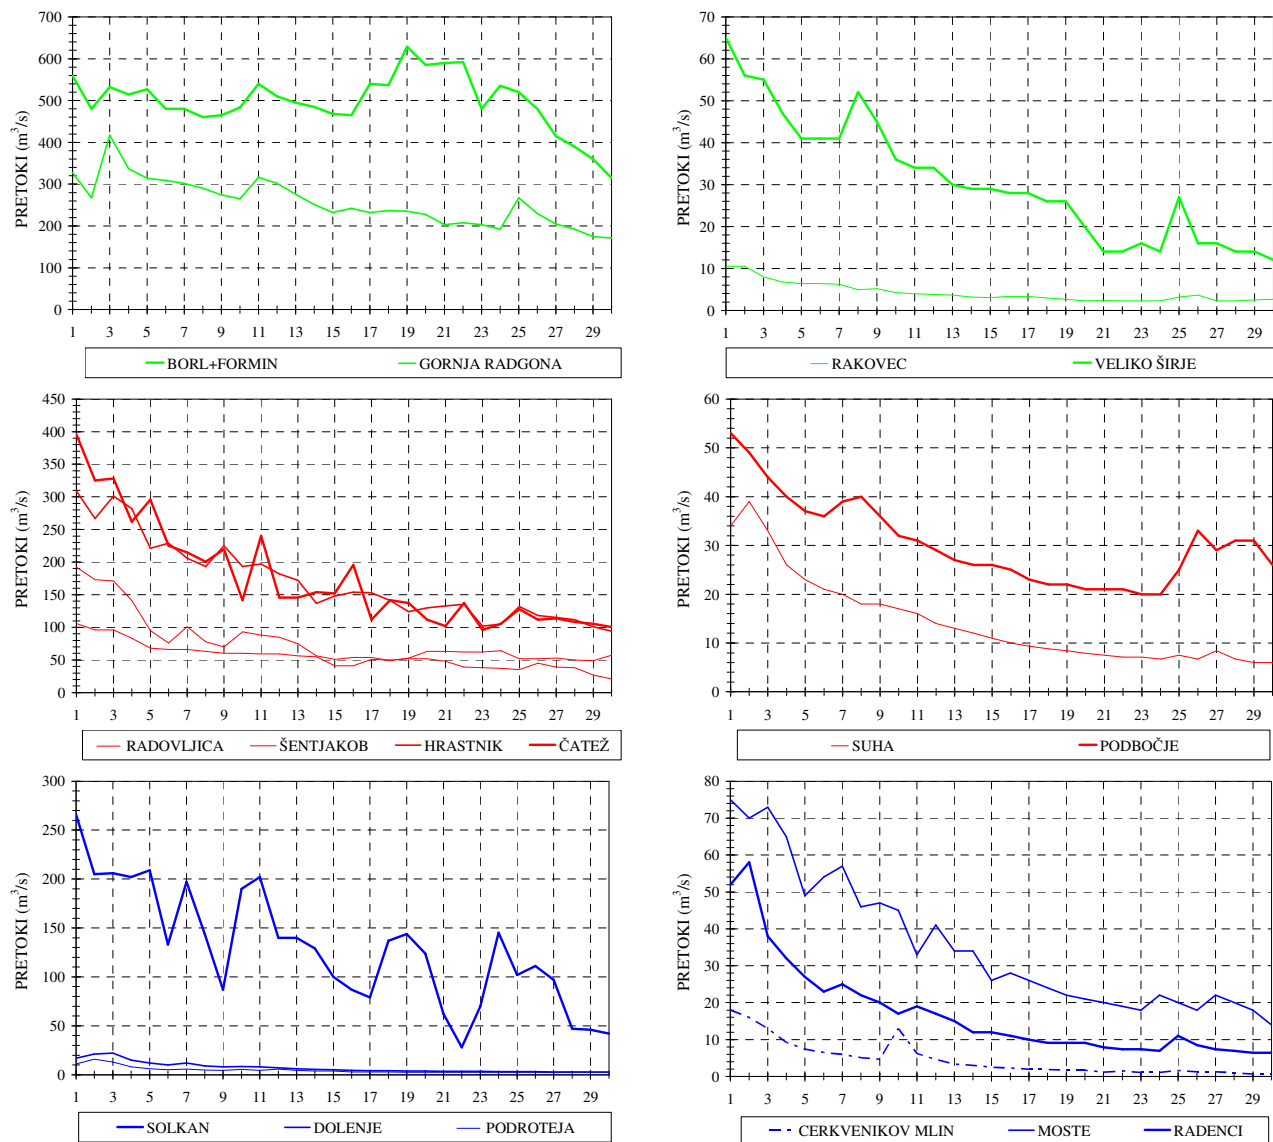 PRETOKI (m³/s)
700
600
500
400
300
200
100
0
1 3 5 7 9 11 13 15 17 19 21 23 25 27 29
BORL+FORMIN GORNJA RADGONA
PRETOKI (m³/s)
70
60
50
40
30
20
10
0
1 3 5 7 9 11 13 15 17 19 21 23 25 27 29
RAKOVEC VELIKO ŠIRJE
PRETOKI (m³/s)
450
400
350
300
250
200
150
100
50
0
1 3 5 7 9 11 13 15 17 19 21 23 25 27 29
RADOVLJICA ŠENTJAKOB HRASTNIK ČATEŽ
PRETOKI (m³/s)
60
50
40
30
20
10
0
1 3 5 7 9 11 13 15 17 19 21 23 25 27 29
SUHA PODBOČJE
PRETOKI (m³/s)
300
250
200
150
100
50
0
1 3 5 7 9 11 13 15 17 19 21 23 25 27 29
SOLKAN DOLENJE PODROTEJA
PRETOKI (m³/s)
80
70
60
50
40
30
20
10
0
1 3 5 7 9 11 13 15 17 19 21 23 25 27 29
CERKVENIKOV MLIN MOSTE RADENCI